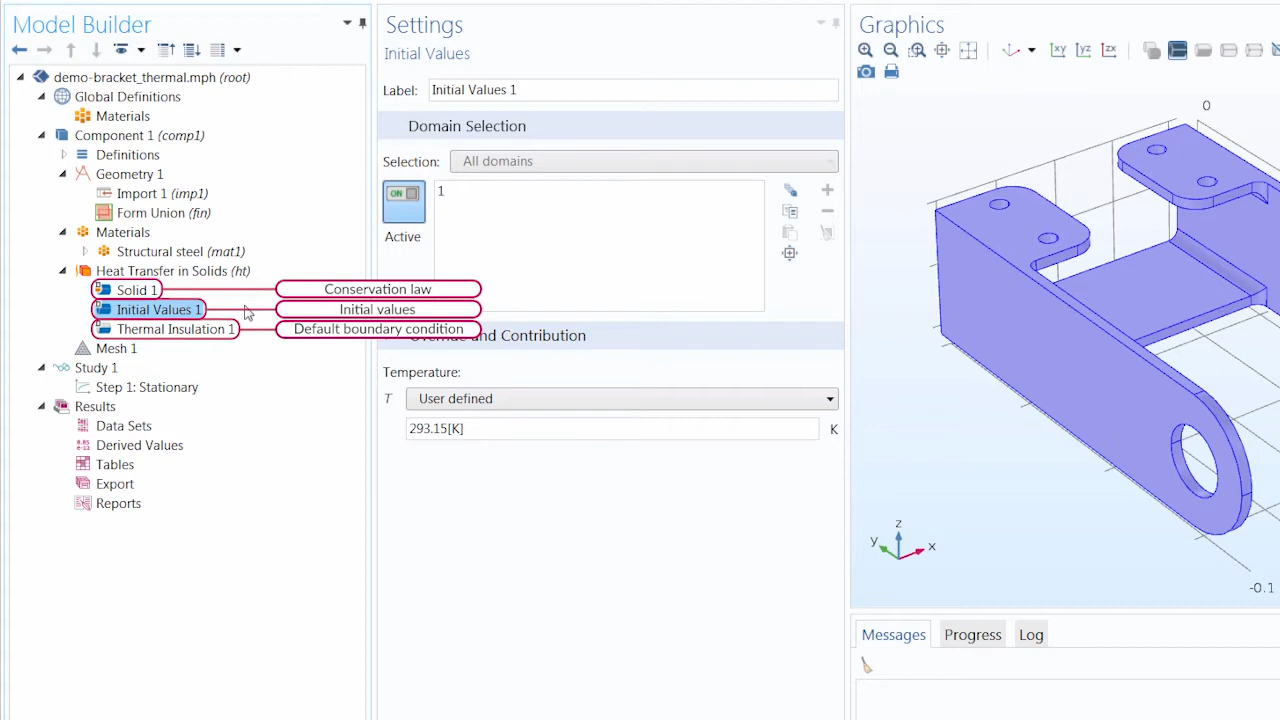 Model Builder
demo-bracket_thermal.mph (root)
Global Definitions
Materials
Component 1 (comp1)
Definitions
Geometry 1
Import 1 (imp1)
Form Union (fin)
Materials
Structural steel (mat1)
Heat Transfer in Solids (ht)
Solid 1
Conservation law
Initial Values 1
Initial values
Thermal Insulation 1
Default boundary condition
Mesh 1
Study 1
Step 1: Stationary
Results
Data Sets
Derived Values
Tables
Export
Reports
Settings
Initial Values
Label: Initial Values 1
Domain Selection
Selection: All domains
ON
1
Active
and Contribution
Temperature:
T User defined
293.15[K] K
Graphics
xy yz zx
0
z
y x
-0.1
Messages Progress Log